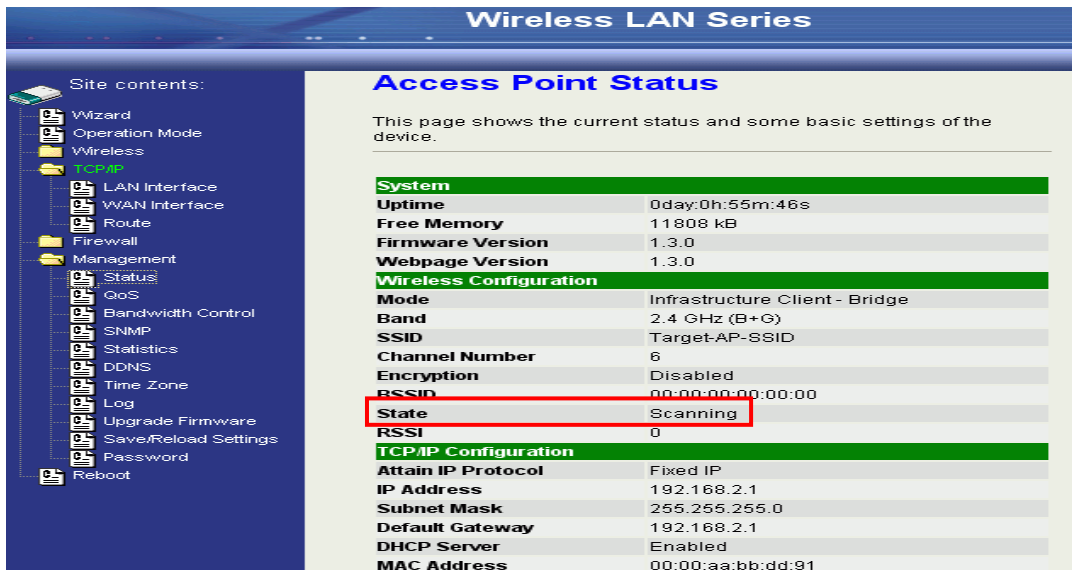 Wireless LAN Series
Site contents:
Wizard
Operation Mode
Wireless
TCP/IP
LAN Interface
WAN Interface
Route
Firewall
Management
Status
QoS
Bandwidth Control
SNMP
Statistics
DDNS
Time Zone
Log
Upgrade Firmware
Save/Reload Settings
Password
Reboot
Access Point Status
This page shows the current status and some basic settings of the
device.
System
Uptime 0day:0h:55m:46s
Free Memory 11808 kB
Firmware Version 1.3.0
Webpage Version 1.3.0
Wireless Configuration
Mode Infrastructure Client - Bridge
Band 2.4 GHz (B+G)
SSID Target-AP-SSID
Channel Number 6
Encryption Disabled
BSSID 00:00:00:00:00:00
State Scanning
RSSI 0
TCP/IP Configuration
Attain IP Protocol Fixed IP
IP Address 192.168.2.1
Subnet Mask 255.255.255.0
Default Gateway 192.168.2.1
DHCP Server Enabled
MAC Address 00:00:aa:bb:dd:91